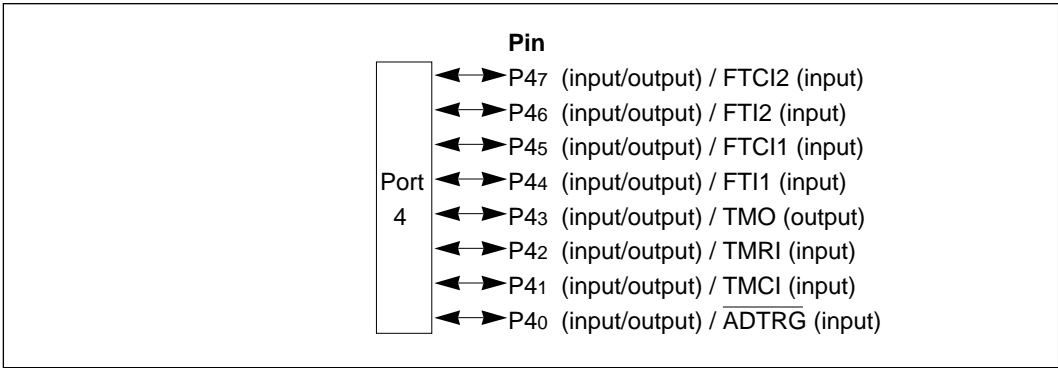 Pin
P47 (input/output) / FTCI2 (input)
P46 (input/output) / FTI2 (input)
P45 (input/output) / FTCI1 (input)
P44 (input/output) / FTI1 (input)
Port
4
P43 (input/output) / TMO (output)
P42 (input/output) / TMRI (input)
P41 (input/output) / TMCI (input)
P40 (input/output) / A̅D̅T̅R̅G̅ (input)